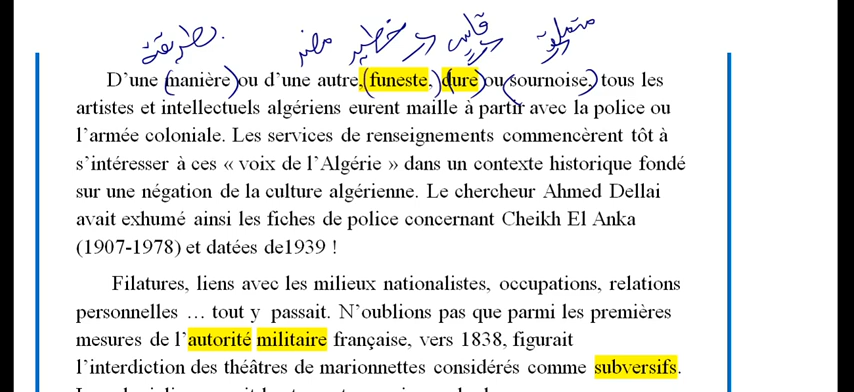 بطريقة مضر خطير قاسي
D'une manière ou d'une autre, funeste, dure ou sournoise, tous les
artistes et intellectuels algériens eurent maille à partir avec la police ou
l'armée coloniale. Les services de renseignements commencèrent tôt à
s'intéresser à ces « voix de l'Algérie » dans un contexte historique fondé
sur une négation de la culture algérienne. Le chercheur Ahmed Dellai
avait exhumé ainsi les fiches de police concernant Cheikh El Anka
(1907-1978) et datées de1939 !
Filatures, liens avec les milieux nationalistes, occupations, relations
personnelles … tout y passait. N'oublions pas que parmi les premières
mesures de l'autorité militaire française, vers 1838, figurait
l'interdiction des théâtres de marionnettes considérés comme subversifs.